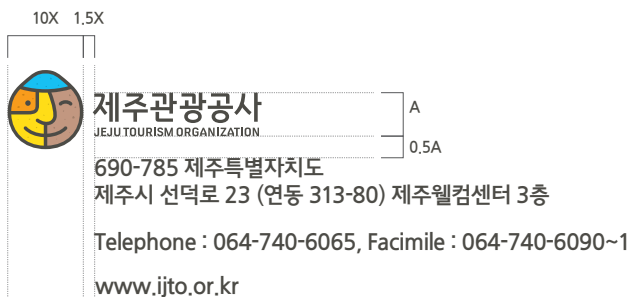 10X 1.5X
제주관광공사
A
JEJU TOURISM ORGANIZATION
0.5A
690-785 제주특별자치도
제주시 선덕로 23 (연동 313-80) 제주웰컴센터 3층
Telephone : 064-740-6065, Facimile : 064-740-6090~1
www.ijto.or.kr